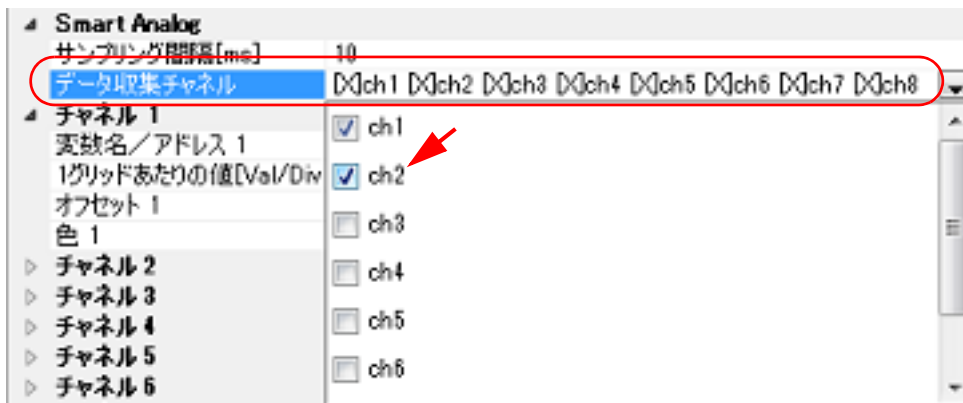 Smart Analog
サンプリング間隔[ms] 10
データ収集チャネル [X]ch1 [X]ch2 [X]ch3 [X]ch4 [X]ch5 [X]ch6 [X]ch7 [X]ch8
チャネル 1
ch1
変数名／アドレス 1
ch2
1グリッドあたりの値[Val/Div
オフセット 1
ch3
色 1
チャネル 2
ch4
チャネル 3
チャネル 4
ch5
チャネル 5
ch6
チャネル 6